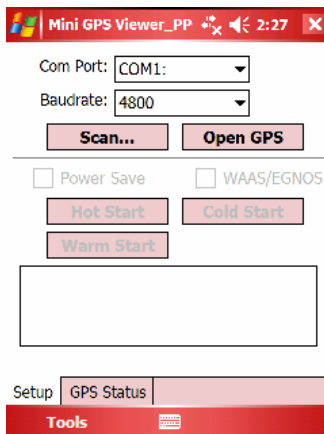 Mini GPS Viewer_PP 2:27
Com Port: COM1:
Baudrate: 4800
Scan... Open GPS
Power Save WAAS/EGNOS
Hot Start Cold Start
Warm Start
Setup GPS Status
Tools